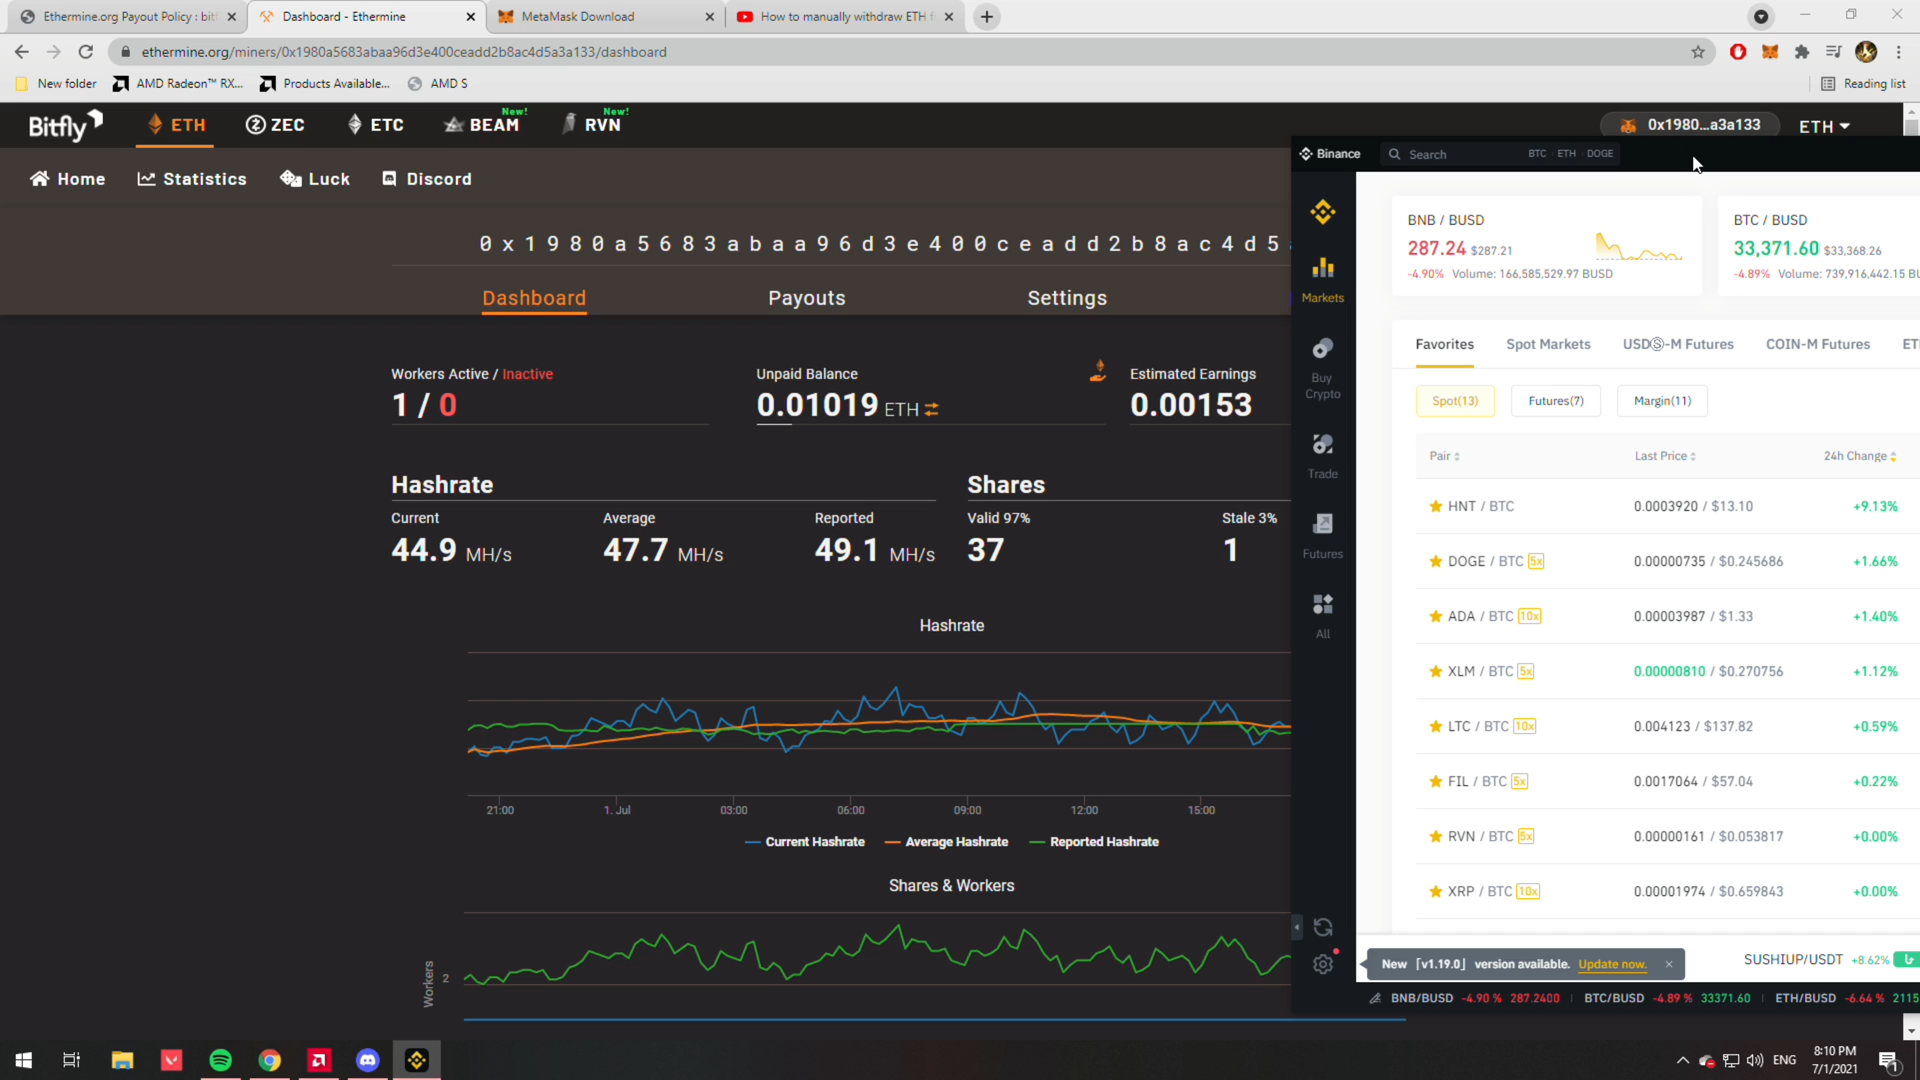 Ethermine.org Payout Policy : bit
Dashboard - Ethermine
MetaMask Download
How to manually withdraw ETH f
ethermine.org/miners/0x1980a5683abaa96d3e400ceadd2b8ac4d5a3a133/dashboard
New folder
AMD Radeon™ RX...
Products Available...
AMD S
Reading list
Bitfly
ETH
ZEC
ETC
BEAM
New!
RVN
New!
0x1980...a3a133
ETH
Home
Statistics
Luck
Discord
0x1980a5683abaa96d3e400ceadd2b8ac4d5
Dashboard
Payouts
Settings
Workers Active / Inactive
1 / 0
Unpaid Balance
0.01019 ETH
Estimated Earnings
0.00153
Hashrate
Current
44.9 MH/s
Average
47.7 MH/s
Reported
49.1 MH/s
Shares
Valid 97%
37
Stale 3%
1
Hashrate
21:00
1. Jul
03:00
06:00
09:00
12:00
15:00
Current Hashrate
Average Hashrate
Reported Hashrate
Shares & Workers
Workers
2
Binance
Search
BTC
ETH
DOGE
Markets
Buy
Crypto
Trade
Futures
All
BNB / BUSD
287.24 $287.21
-4.90% Volume: 166,585,529.97 BUSD
BTC / BUSD
33,371.60 $33,368.26
-4.89% Volume: 739,916,442.15 BU
Favorites
Spot Markets
USDⓈ-M Futures
COIN-M Futures
ET
Spot(13)
Futures(7)
Margin(11)
Pair
Last Price
24h Change
HNT / BTC
0.0003920 / $13.10
+9.13%
DOGE / BTC 5x
0.00000735 / $0.245686
+1.66%
ADA / BTC 10x
0.00003987 / $1.33
+1.40%
XLM / BTC 5x
0.00000810 / $0.270756
+1.12%
LTC / BTC 10x
0.004123 / $137.82
+0.59%
FIL / BTC 5x
0.0017064 / $57.04
+0.22%
RVN / BTC 5x
0.00000161 / $0.053817
+0.00%
XRP / BTC 10x
0.00001974 / $0.659843
+0.00%
New ⌈v1.19.0⌋ version available. Update now.
SUSHIUP/USDT +8.62%
BNB/BUSD -4.90 % 287.2400
BTC/BUSD -4.89 % 33371.60
ETH/BUSD -6.64 % 2115
ENG
8:10 PM
7/1/2021
1